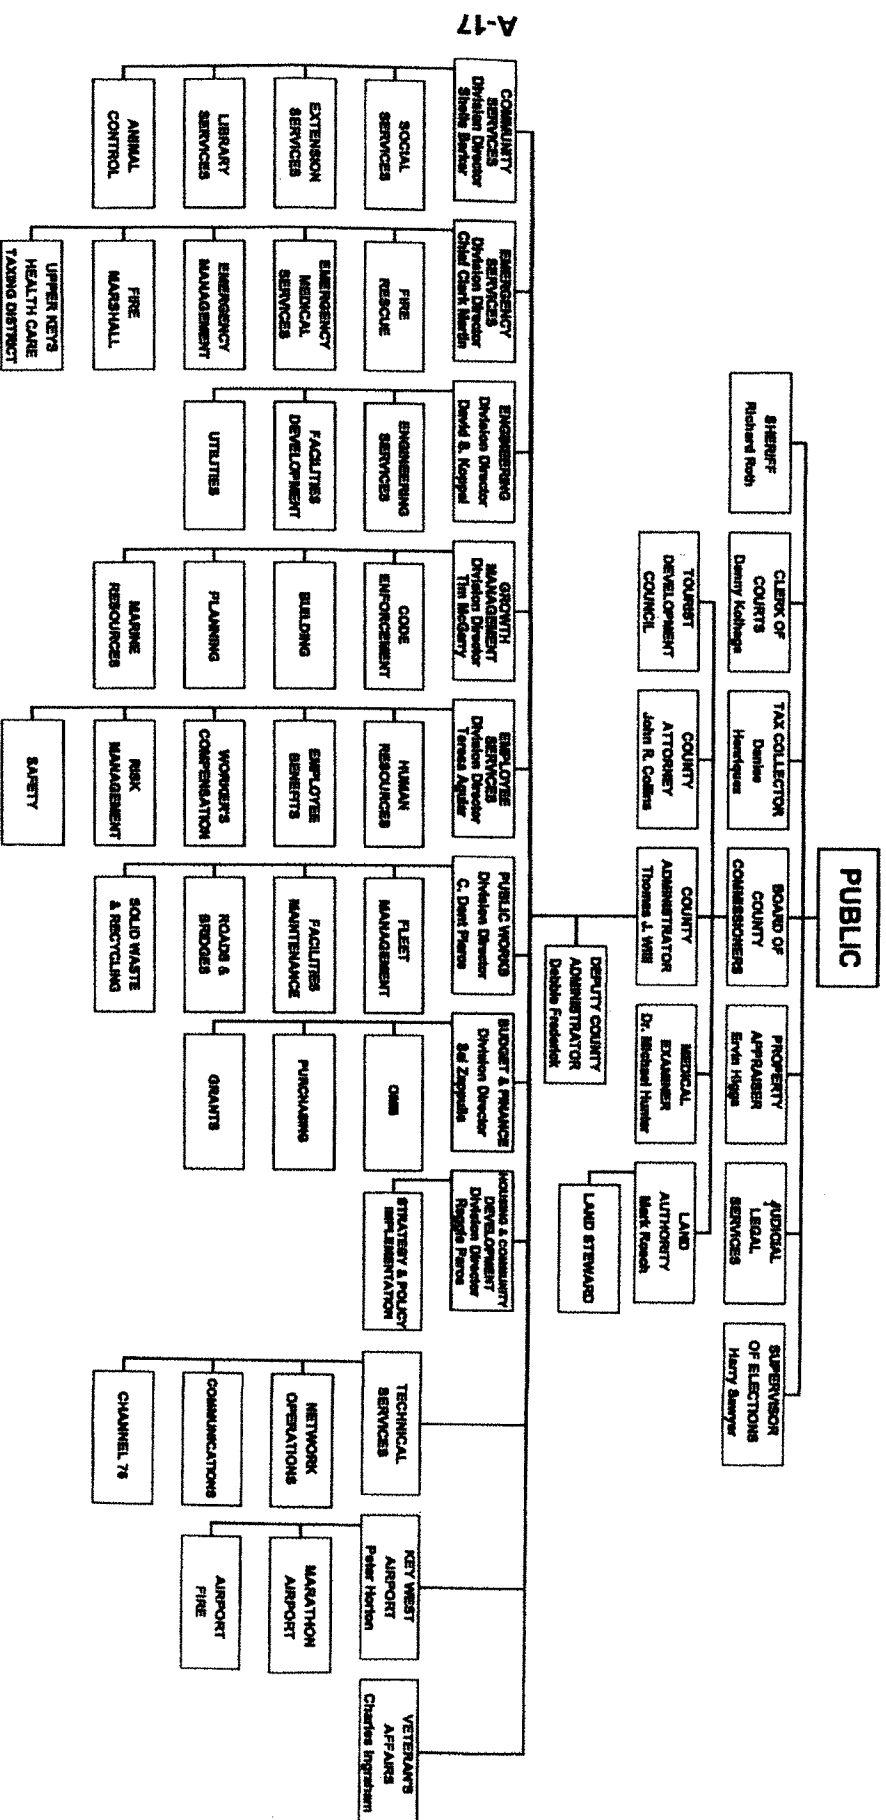 PUBLIC
SHERIFF
Richard Roth
CLERK OF
COURTS
Danny Kolhage
TAX COLLECTOR
Danise
Henriquez
BOARD OF
COUNTY
COMMISSIONERS
PROPERTY
APPRAISER
Ervin Higgs
JUDICIAL
LEGAL
SERVICES
SUPERVISOR
OF ELECTIONS
Harry Sawyer
TOURIST
DEVELOPMENT
COUNCIL
COUNTY
ATTORNEY
John R. Collins
COUNTY
ADMINISTRATOR
Thomas J. Willi
MEDICAL
EXAMINER
Dr. Michael Hunter
LAND
AUTHORITY
Mark Rosch
LAND STEWARD
DEPUTY COUNTY
ADMINISTRATOR
Debbie Frederick
COMMUNITY
SERVICES
Division Director
Sheila Barker
SOCIAL
SERVICES
EXTENSION
SERVICES
LIBRARY
SERVICES
ANIMAL
CONTROL
EMERGENCY
SERVICES
Division Director
Chief Clark Martin
FIRE
RESCUE
EMERGENCY
MEDICAL
SERVICES
EMERGENCY
MANAGEMENT
FIRE
MARSHALL
UPPER KEYS
HEALTH CARE
TAXING DISTRICT
ENGINEERING
Division Director
David S. Koppel
ENGINEERING
SERVICES
FACILITIES
DEVELOPMENT
UTILITIES
GROWTH
MANAGEMENT
Division Director
Tim McGarry
CODE
ENFORCEMENT
BUILDING
PLANNING
MARINE
RESOURCES
EMPLOYEE
SERVICES
Division Director
Teresa Aguiar
HUMAN
RESOURCES
EMPLOYEE
BENEFITS
WORKER'S
COMPENSATION
RISK
MANAGEMENT
SAFETY
PUBLIC WORKS
Division Director
C. Dent Pierce
FLEET
MANAGEMENT
FACILITIES
MAINTENANCE
ROADS &
BRIDGES
SOLID WASTE
& RECYCLING
BUDGET & FINANCE
Division Director
Sal Zappulla
OMB
PURCHASING
GRANTS
HOUSING & COMMUNITY
DEVELOPMENT
Division Director
Reggie Paros
STRATEGY & POLICY
IMPLEMENTATION
TECHNICAL
SERVICES
NETWORK
OPERATIONS
COMMUNICATIONS
CHANNEL 76
KEY WEST
AIRPORT
Peter Horton
MARATHON
AIRPORT
AIRPORT
FIRE
VETERAN'S
AFFAIRS
Charles Ingraham
A-17